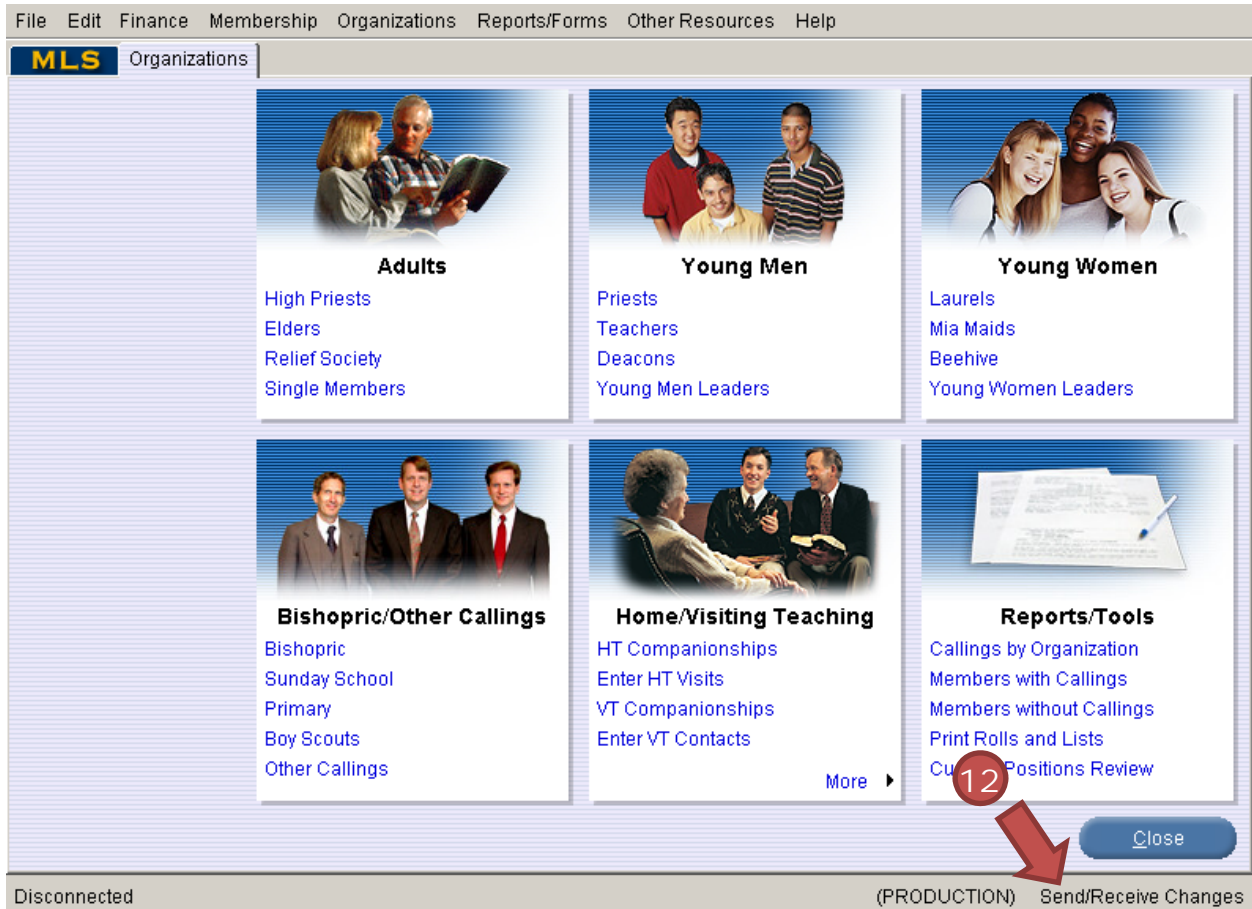 File Edit Finance Membership Organizations Reports/Forms Other Resources Help
MLS Organizations
Adults
High Priests
Elders
Relief Society
Single Members
Young Men
Priests
Teachers
Deacons
Young Men Leaders
Young Women
Laurels
Mia Maids
Beehive
Young Women Leaders
Bishopric/Other Callings
Bishopric
Sunday School
Primary
Boy Scouts
Other Callings
Home/Visiting Teaching
HT Companionships
Enter HT Visits
VT Companionships
Enter VT Contacts
More
Reports/Tools
Callings by Organization
Members with Callings
Members without Callings
Print Rolls and Lists
Positions Review
12
Close
Disconnected (PRODUCTION) Send/Receive Changes